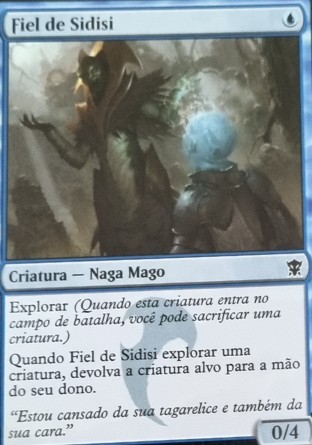 Fiel de Sidisi
Criatura — Naga Mago
Explorar (Quando esta criatura entra no
campo de batalha, você pode sacrificar uma
criatura.)
Quando Fiel de Sidisi explorar uma
criatura, devolva a criatura alvo para a mão
do seu dono.
"Estou cansado da sua tagarelice e também da
sua cara."
0/4